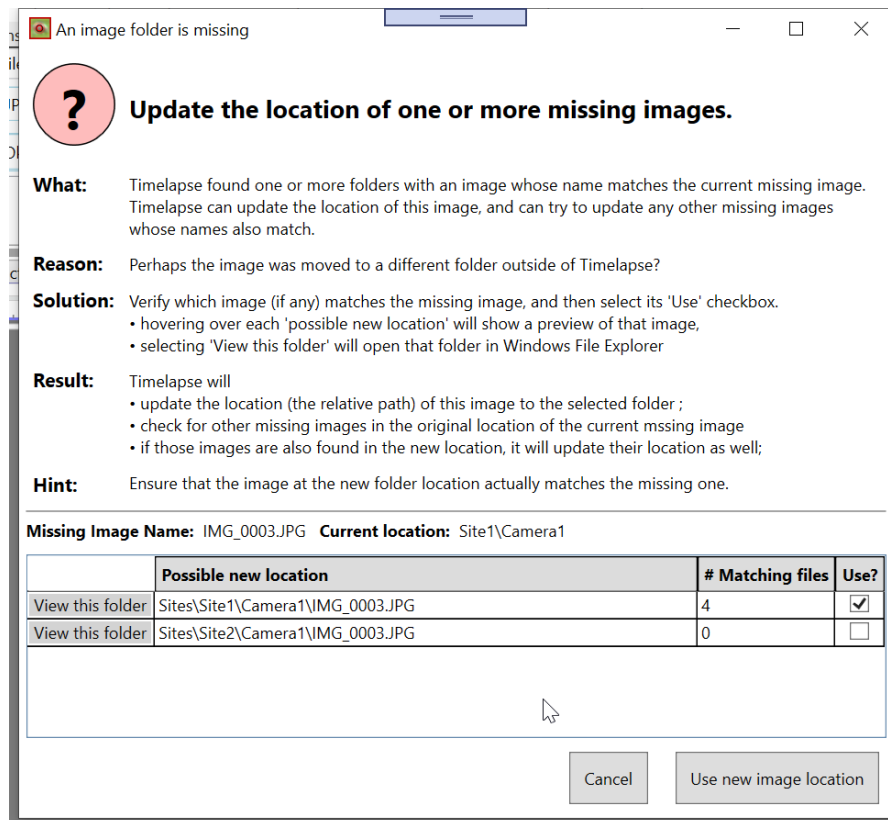 An image folder is missing
?
Update the location of one or more missing images.
What: Timelapse found one or more folders with an image whose name matches the current missing image.
Timelapse can update the location of this image, and can try to update any other missing images
whose names also match.
Reason: Perhaps the image was moved to a different folder outside of Timelapse?
Solution: Verify which image (if any) matches the missing image, and then select its 'Use' checkbox.
• hovering over each 'possible new location' will show a preview of that image,
• selecting 'View this folder' will open that folder in Windows File Explorer
Result: Timelapse will
• update the location (the relative path) of this image to the selected folder ;
• check for other missing images in the original location of the current mssing image
• if those images are also found in the new location, it will update their location as well;
Hint: Ensure that the image at the new folder location actually matches the missing one.
Missing Image Name: IMG_0003.JPG Current location: Site1\Camera1
Possible new location # Matching files Use?
View this folder Sites\Site1\Camera1\IMG_0003.JPG 4
View this folder Sites\Site2\Camera1\IMG_0003.JPG 0
Cancel Use new image location